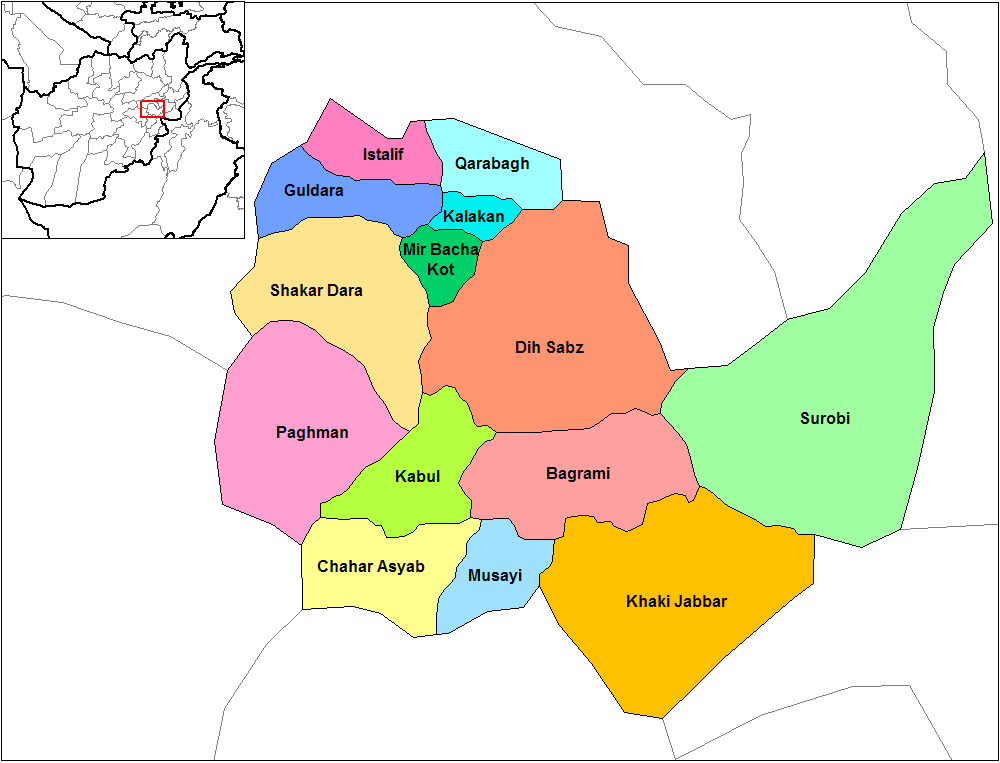 Istalif
Qarabagh
Guldara
Kalakan
Mir Bacha
Kot
Shakar Dara
Dih Sabz
Surobi
Paghman
Kabul
Bagrami
Chahar Asyab
Musayi
Khaki Jabbar